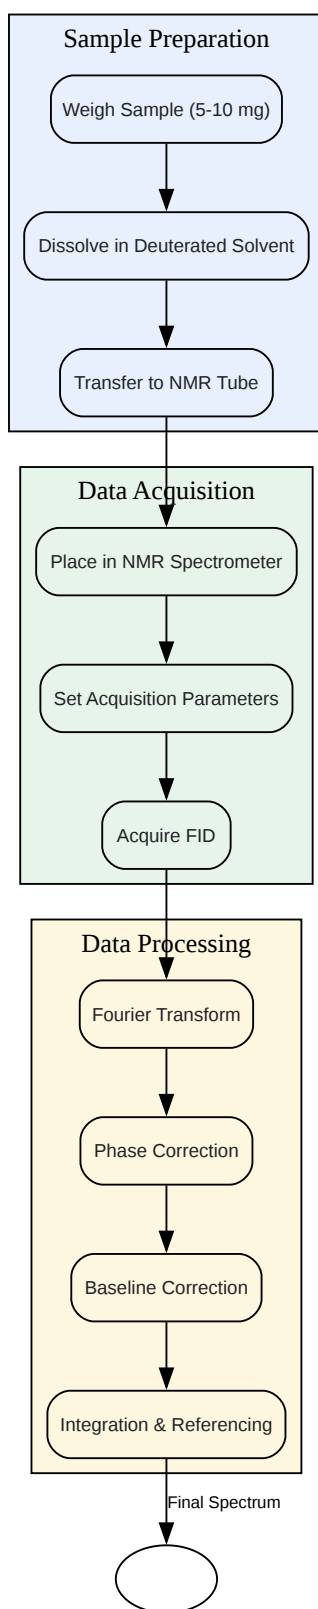 Sample Preparation
Weigh Sample (5-10 mg)
Dissolve in Deuterated Solvent
Transfer to NMR Tube
Data Acquisition
Place in NMR Spectrometer
Set Acquisition Parameters
Acquire FID
Data Processing
Fourier Transform
Phase Correction
Baseline Correction
Integration & Referencing
Final Spectrum